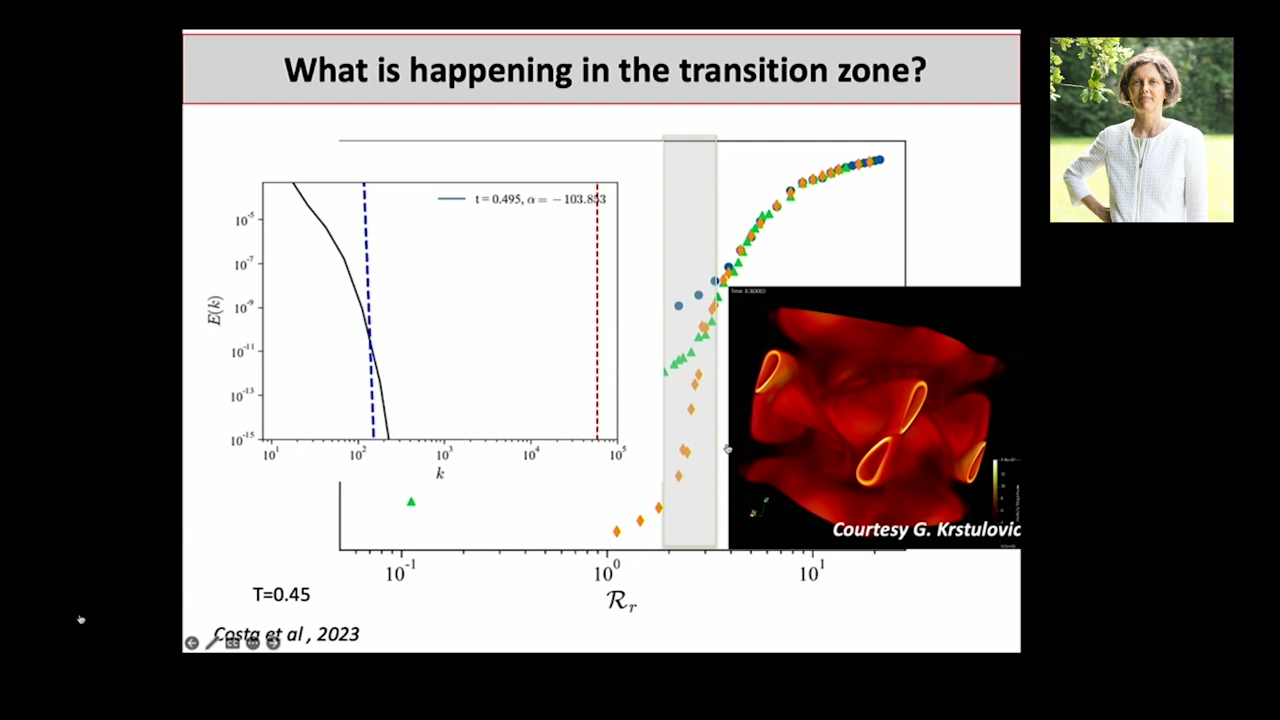 What is happening in the transition zone?
t = 0.495, α = − 103.853
10⁻⁵
10⁻⁷
10⁻⁹
10⁻¹¹
10⁻¹³
10⁻¹⁵
E(k)
10¹ 10² 10³ 10⁴ 10⁵
k
Courtesy G. Krstulovic
10⁻¹ 10⁰ 10¹
ℛᵣ
T=0.45
Costa et al , 2023